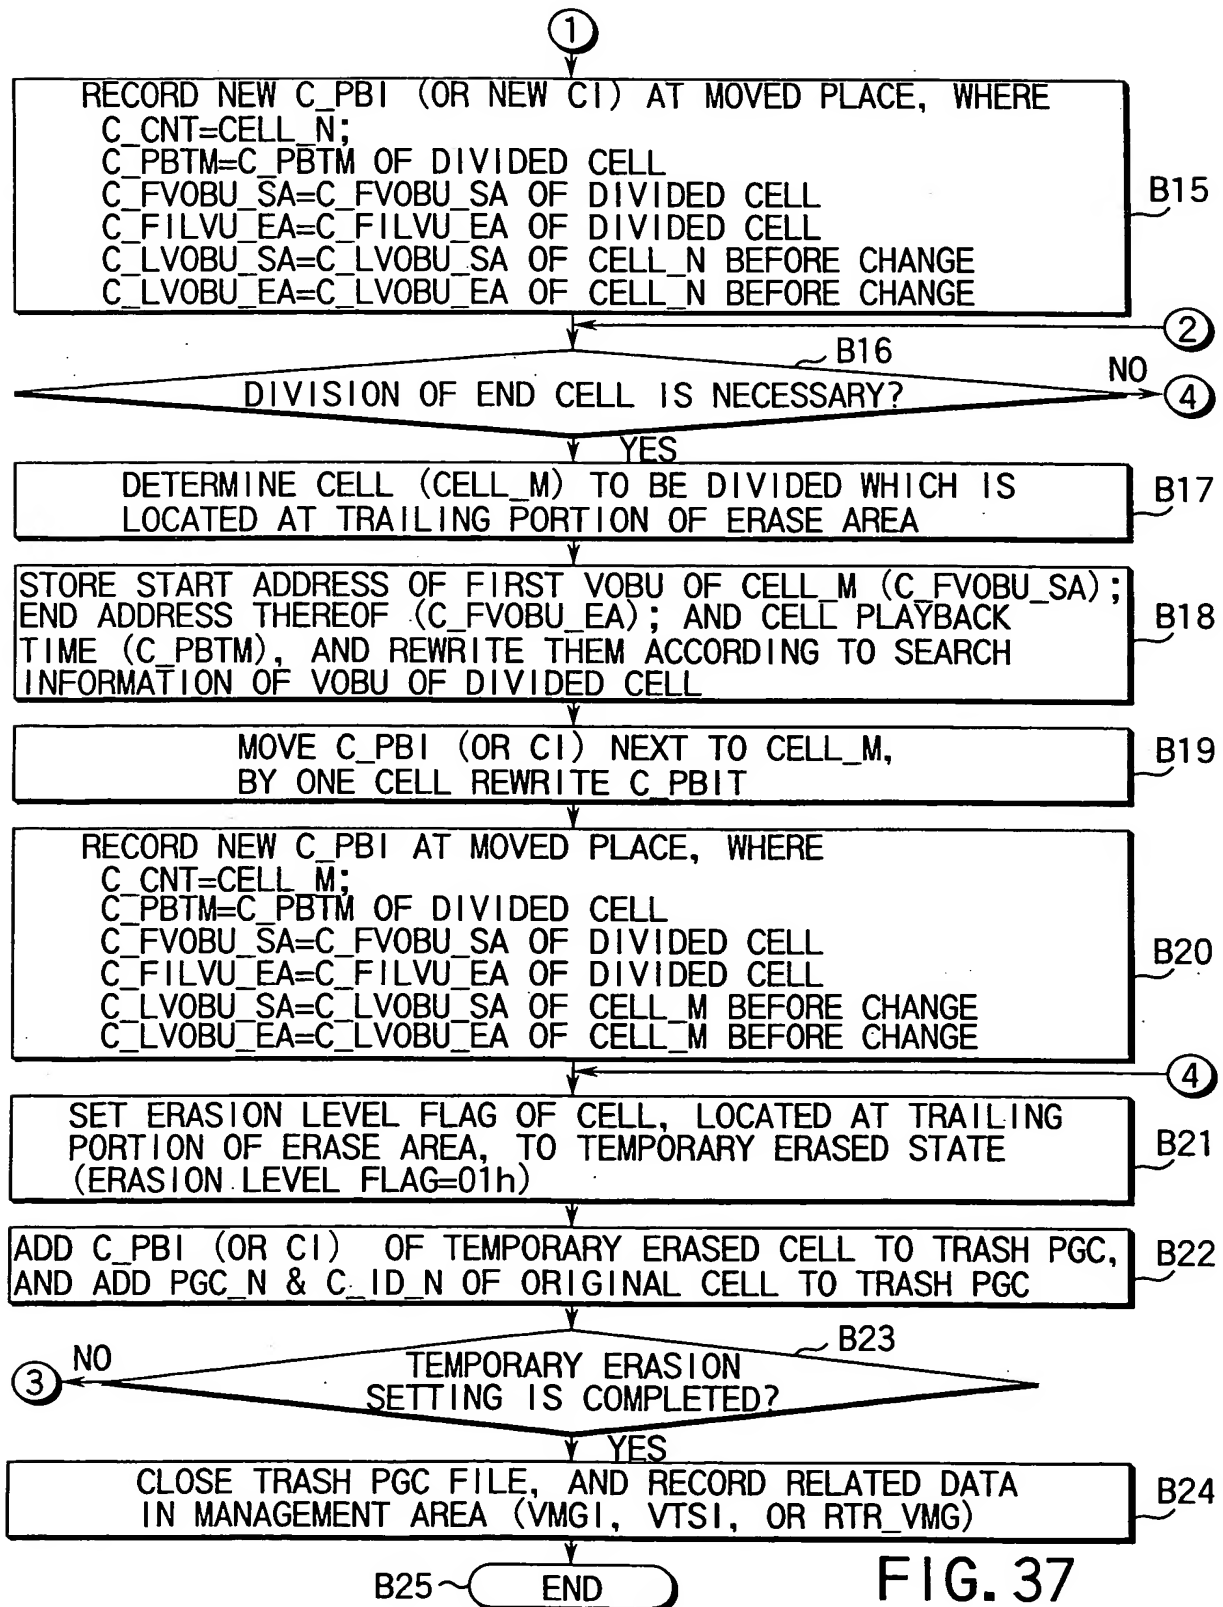 1
RECORD NEW C_PBI (OR NEW CI) AT MOVED PLACE, WHERE
C_CNT=CELL_N;
C_PBTM=C_PBTM OF DIVIDED CELL
C_FVOBU_SA=C_FVOBU_SA OF DIVIDED CELL
C_FILVU_EA=C_FILVU_EA OF DIVIDED CELL
C_LVOBU_SA=C_LVOBU_SA OF CELL_N BEFORE CHANGE
C_LVOBU_EA=C_LVOBU_EA OF CELL_N BEFORE CHANGE
B15
2
B16
DIVISION OF END CELL IS NECESSARY?
NO
4
YES
DETERMINE CELL (CELL_M) TO BE DIVIDED WHICH IS
LOCATED AT TRAILING PORTION OF ERASE AREA
B17
STORE START ADDRESS OF FIRST VOBU OF CELL_M (C_FVOBU_SA);
END ADDRESS THEREOF (C_FVOBU_EA); AND CELL PLAYBACK
TIME (C_PBTM), AND REWRITE THEM ACCORDING TO SEARCH
INFORMATION OF VOBU OF DIVIDED CELL
B18
MOVE C_PBI (OR CI) NEXT TO CELL_M,
BY ONE CELL REWRITE C_PBIT
B19
RECORD NEW C_PBI AT MOVED PLACE, WHERE
C_CNT=CELL_M;
C_PBTM=C_PBTM OF DIVIDED CELL
C_FVOBU_SA=C_FVOBU_SA OF DIVIDED CELL
C_FILVU_EA=C_FILVU_EA OF DIVIDED CELL
C_LVOBU_SA=C_LVOBU_SA OF CELL_M BEFORE CHANGE
C_LVOBU_EA=C_LVOBU_EA OF CELL_M BEFORE CHANGE
B20
4
SET ERASION LEVEL FLAG OF CELL, LOCATED AT TRAILING
PORTION OF ERASE AREA, TO TEMPORARY ERASED STATE
(ERASION LEVEL FLAG=01h)
B21
ADD C_PBI (OR CI) OF TEMPORARY ERASED CELL TO TRASH PGC,
AND ADD PGC_N & C_ID_N OF ORIGINAL CELL TO TRASH PGC
B22
B23
3
NO
TEMPORARY ERASION
SETTING IS COMPLETED?
YES
CLOSE TRASH PGC FILE, AND RECORD RELATED DATA
IN MANAGEMENT AREA (VMGI, VTSI, OR RTR_VMG)
B24
B25
END
FIG. 37